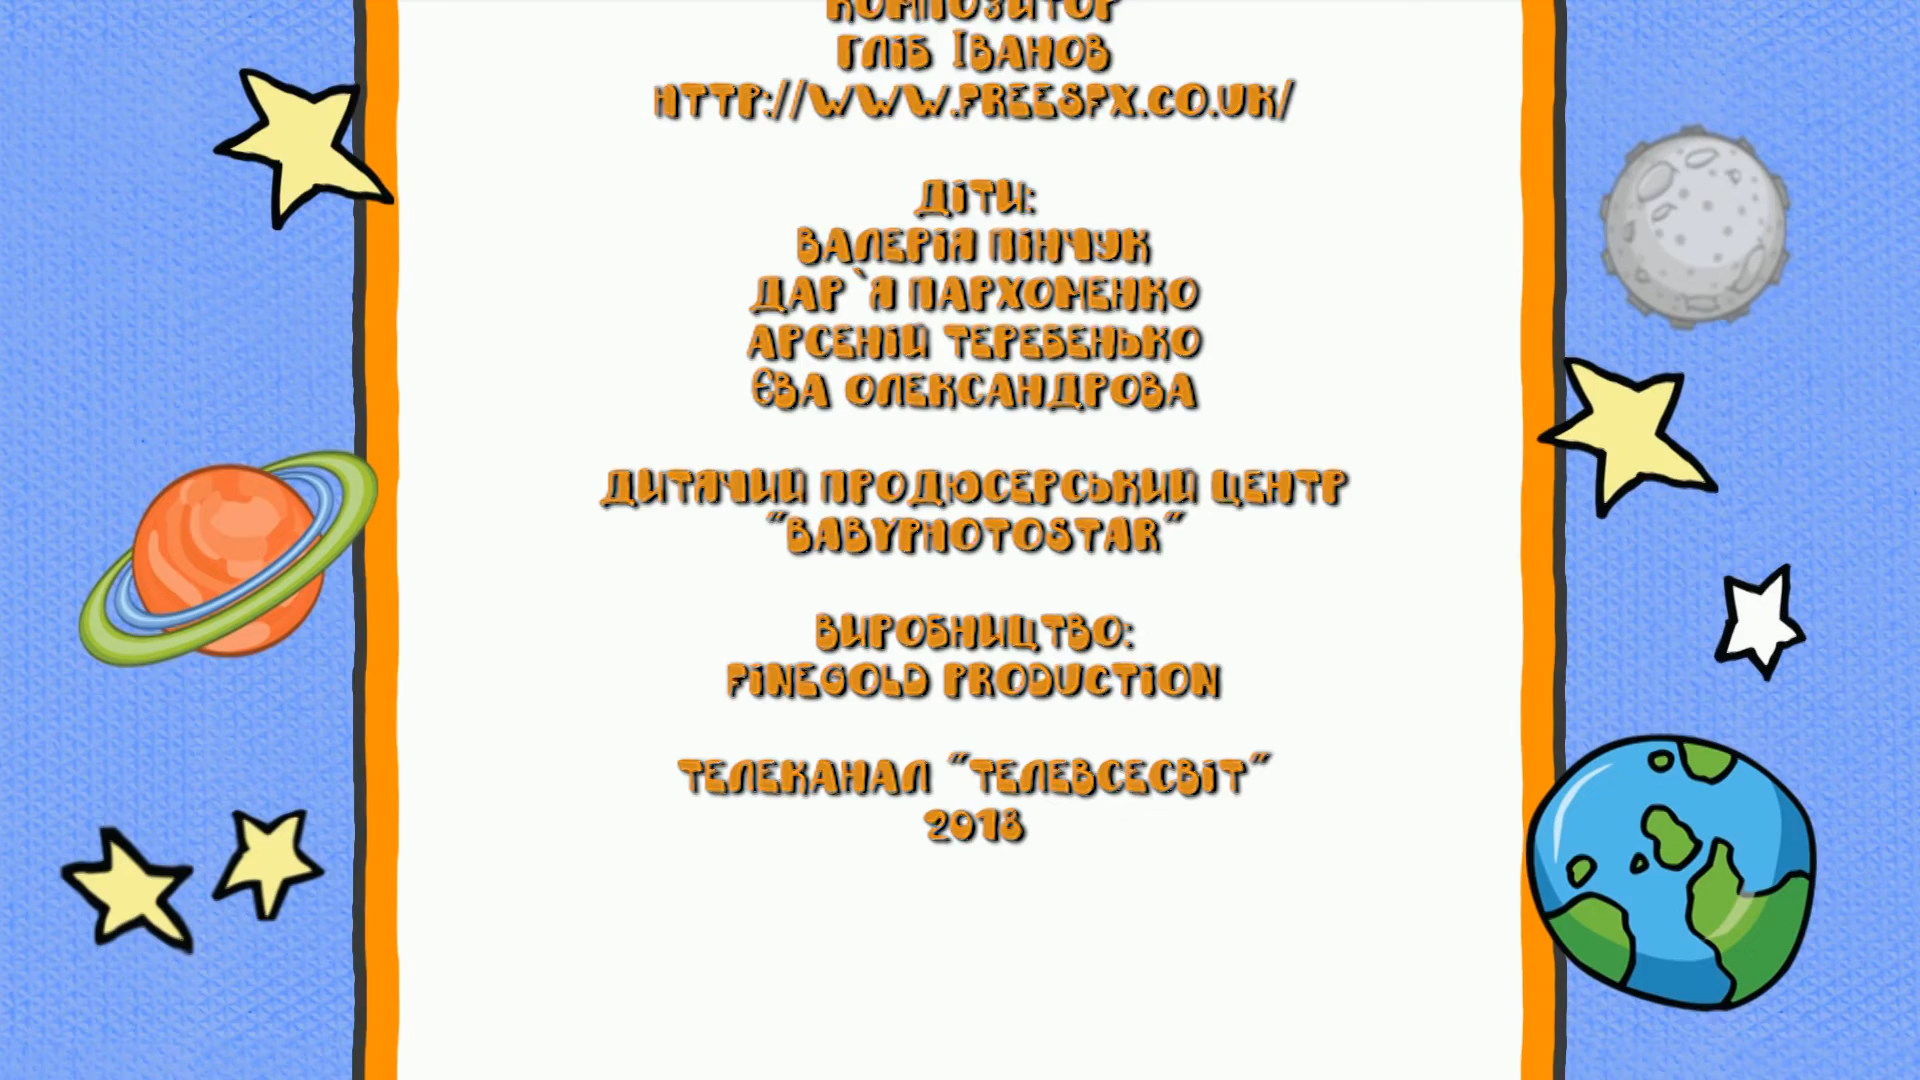 КОМПОЗИТОР
ГЛІБ ІВАНОВ
HTTP://WWW.FREESFX.CO.UK/
ДІТИ:
ВАЛЕРІЯ ПІНЧУК
ДАР`Я ПАРХОМЕНКО
АРСЕНІЙ ТЕРЕБЕНЬКО
ЄВА ОЛЕКСАНДРОВА
ДИТЯЧИЙ ПРОДЮСЕРСЬКИЙ ЦЕНТР
"BABYPHOTOSTAR"
ВИРОБНИЦТВО:
FINEGOLD PRODUCTION
ТЕЛЕКАНАЛ "ТЕЛЕВСЕСВІТ"
2018